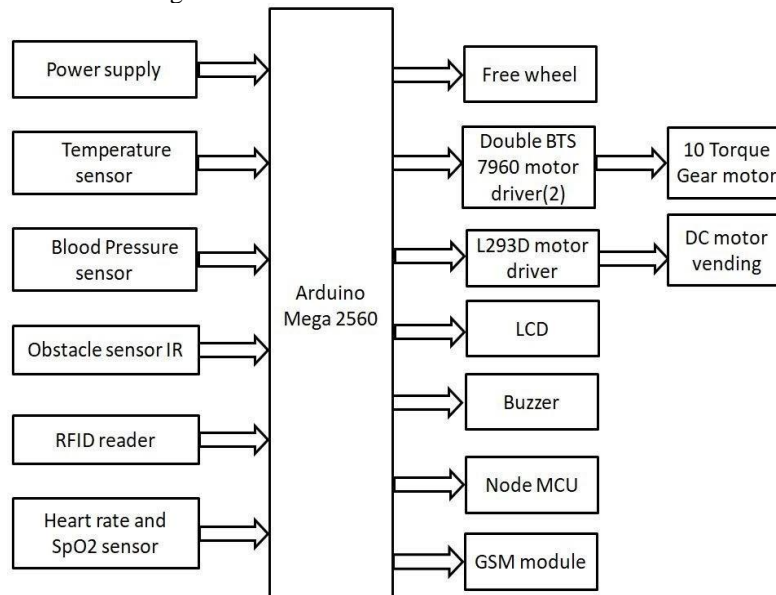 Power supply
Temperature
sensor
Blood Pressure
sensor
Obstacle sensor IR
RFID reader
Heart rate and
SpO2 sensor
Arduino
Mega 2560
Free wheel
Double BTS
7960 motor
driver(2)
10 Torque
Gear motor
L293D motor
driver
DC motor
vending
LCD
Buzzer
Node MCU
GSM module